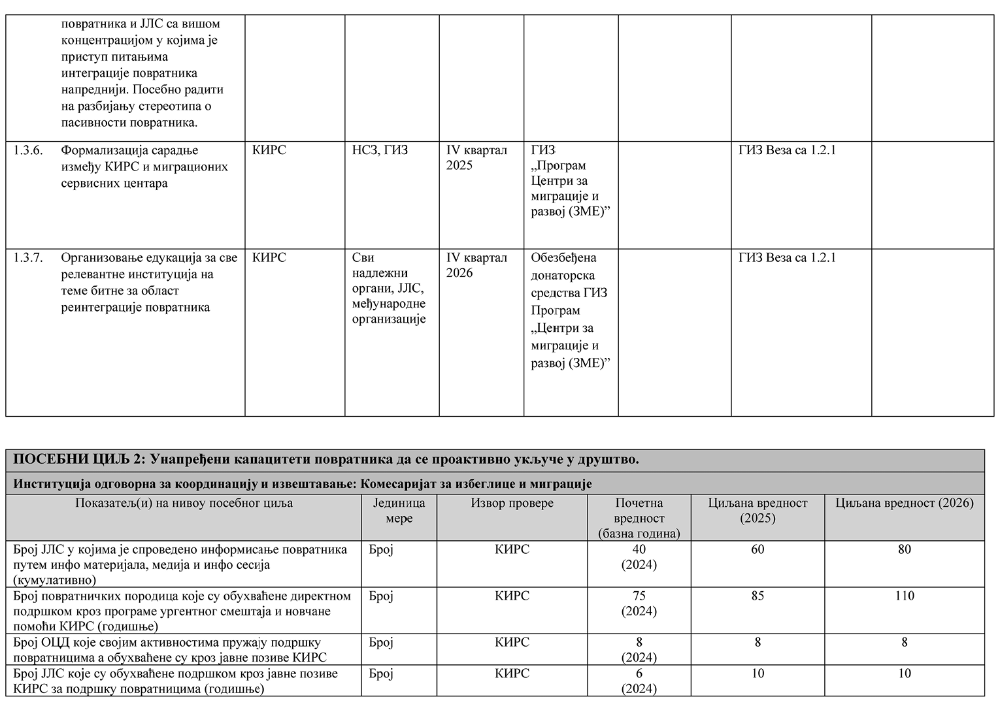 повратника и ЈЛС са вишом
концентрацијом у којима је
приступ питањима
интеграције повратника
напреднији. Посебно радити
на разбијању стереотипа о
пасивности повратника.
1.3.6.
Формализација сарадње
између КИРС и миграционих
сервисних центара
КИРС
НСЗ, ГИЗ
IV квартал
2025
ГИЗ
„Програм
Центри за
миграције и
развој (ЗМЕ)”
ГИЗ Веза са 1.2.1
1.3.7.
Организовање едукација за све
релевантне институција на
теме битне за област
реинтеграције повратника
КИРС
Сви
надлежни
органи, ЈЛС,
међународне
организације
IV квартал
2026
Обезбеђена
донаторска
средства ГИЗ
Програм
„Центри за
миграције и
развој (ЗМЕ)”
ГИЗ Веза са 1.2.1
ПОСЕБНИ ЦИЉ 2: Унапређени капацитети повратника да се проактивно укључе у друштво.
Институција одговорна за координацију и извештавање: Комесаријат за избеглице и миграције
Показатељ(и) на нивоу посебног циља
Јединица
мере
Извор провере
Почетна
вредност
(базна година)
Циљана вредност
(2025)
Циљана вредност (2026)
Број ЈЛС у којима је спроведено информисање повратника
путем инфо материјала, медија и инфо сесија
(кумулативно)
Број
КИРС
40
(2024)
60
80
Број повратничких породица које су обухваћене директном
подршком кроз програме ургентног смештаја и новчане
помоћи КИРС (годишње)
Број
КИРС
75
(2024)
85
110
Број ОЦД које својим активностима пружају подршку
повратницима а обухваћене су кроз јавне позиве КИРС
Број
КИРС
8
(2024)
8
8
Број ЈЛС које су обухваћене подршком кроз јавне позиве
КИРС за подршку повратницима (годишње)
Број
КИРС
6
(2024)
10
10